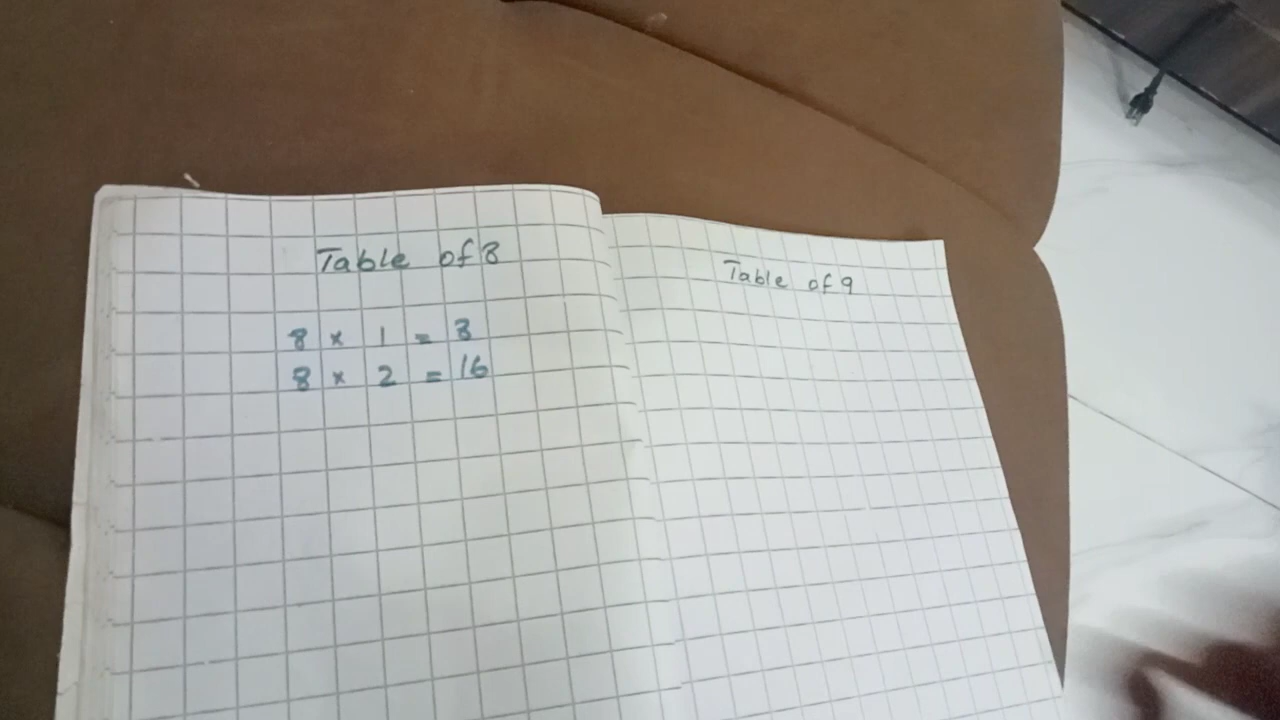 Table of 8
8 × 1 = 8
8 × 2 = 16
Table of 9